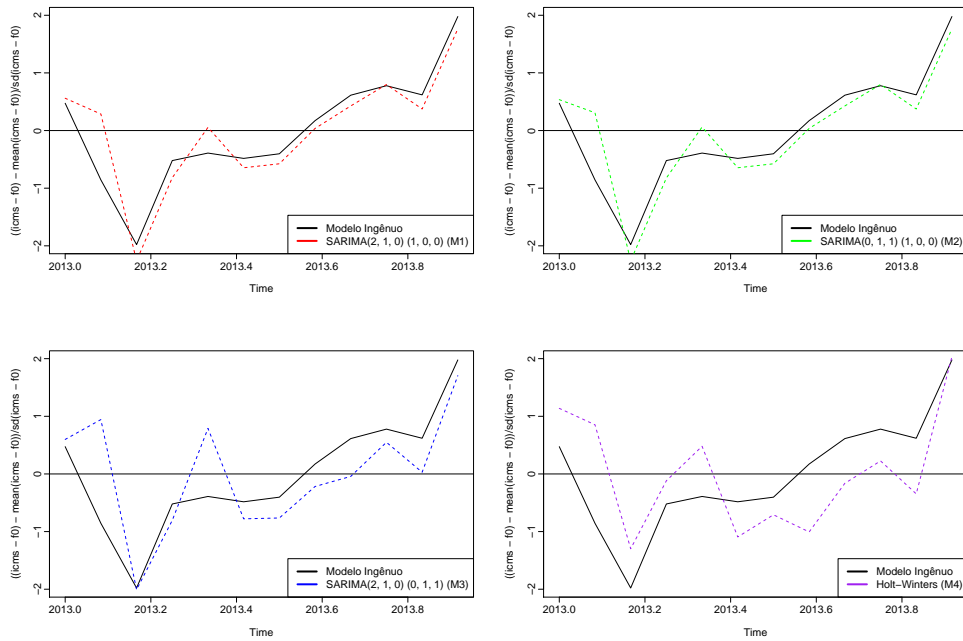 ((icms − f0) − mean(icms − f0))/sd(icms − f0)
2
1
0
−1
−2
Modelo Ingênuo
SARIMA(2, 1, 0) (1, 0, 0) (M1)
2013.0 2013.2 2013.4 2013.6 2013.8
Time
((icms − f0) − mean(icms − f0))/sd(icms − f0)
2
1
0
−1
−2
Modelo Ingênuo
SARIMA(0, 1, 1) (1, 0, 0) (M2)
2013.0 2013.2 2013.4 2013.6 2013.8
Time
((icms − f0) − mean(icms − f0))/sd(icms − f0)
2
1
0
−1
−2
Modelo Ingênuo
SARIMA(2, 1, 0) (0, 1, 1) (M3)
2013.0 2013.2 2013.4 2013.6 2013.8
Time
((icms − f0) − mean(icms − f0))/sd(icms − f0)
2
1
0
−1
−2
Modelo Ingênuo
Holt−Winters (M4)
2013.0 2013.2 2013.4 2013.6 2013.8
Time